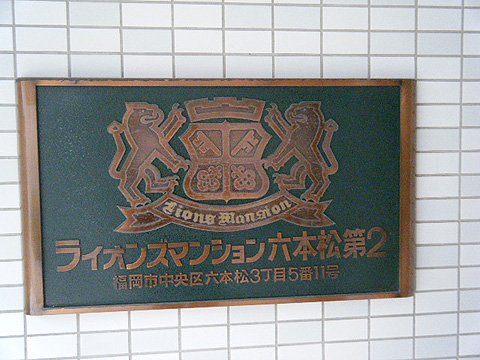 Lions Mansion
ライオンズマンション六本松第2
福岡市中央区六本松3丁目5番11号